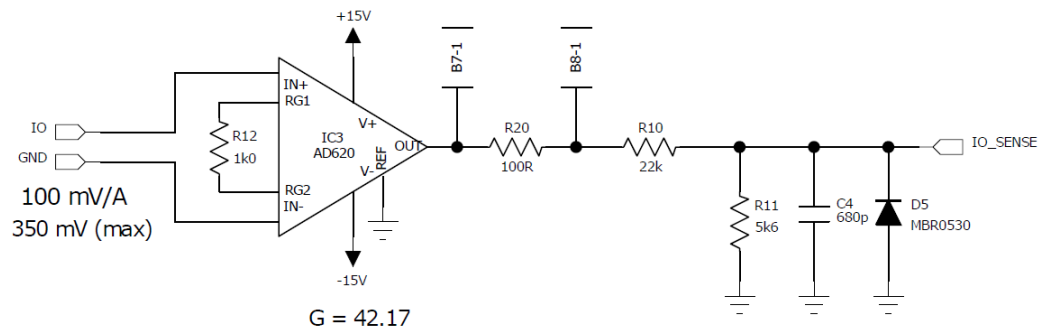 +15V
B7-1
B8-1
IN+
RG1
IO
GND
R12
1k0
V+
IC3
AD620
OUT
REF
V-
RG2
IN-
R20
100R
R10
22k
IO_SENSE
100 mV/A
350 mV (max)
R11
5k6
C4
680p
D5
MBR0530
-15V
G = 42.17